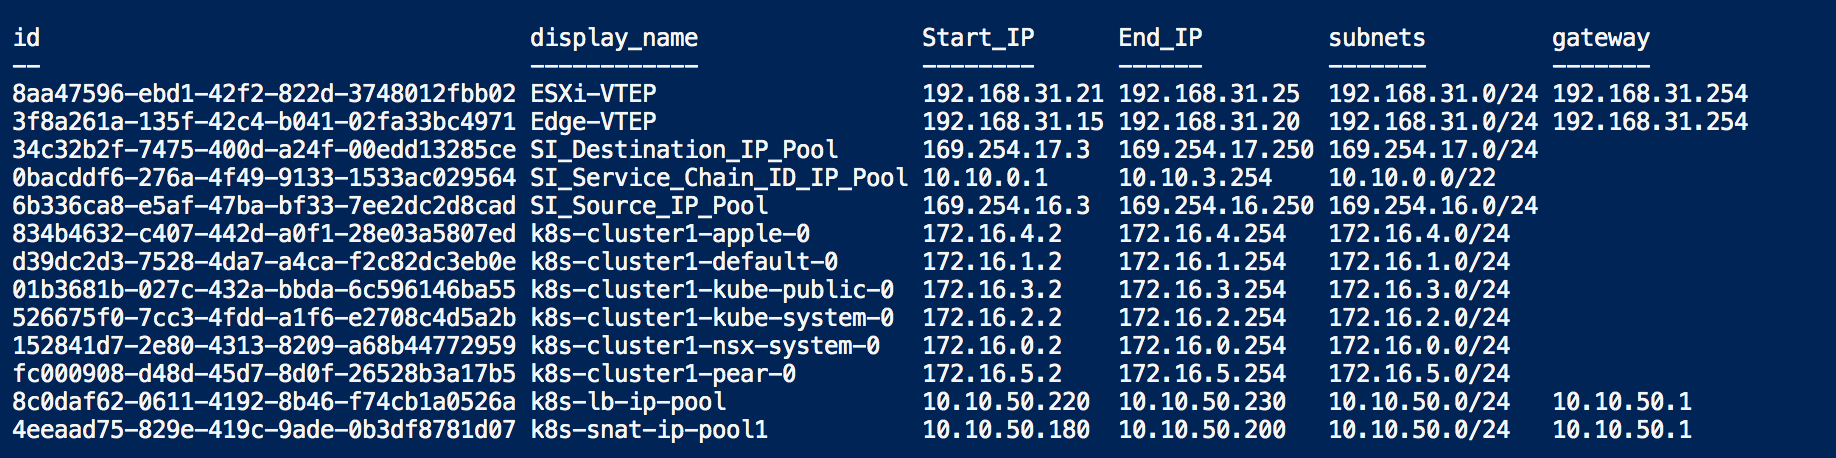 id display_name Start_IP End_IP subnets gateway
-- ------------ -------- ------ ------- -------
8aa47596-ebd1-42f2-822d-3748012fbb02 ESXi-VTEP 192.168.31.21 192.168.31.25 192.168.31.0/24 192.168.31.254
3f8a261a-135f-42c4-b041-02fa33bc4971 Edge-VTEP 192.168.31.15 192.168.31.20 192.168.31.0/24 192.168.31.254
34c32b2f-7475-400d-a24f-00edd13285ce SI_Destination_IP_Pool 169.254.17.3 169.254.17.250 169.254.17.0/24
0bacddf6-276a-4f49-9133-1533ac029564 SI_Service_Chain_ID_IP_Pool 10.10.0.1 10.10.3.254 10.10.0.0/22
6b336ca8-e5af-47ba-bf33-7ee2dc2d8cad SI_Source_IP_Pool 169.254.16.3 169.254.16.250 169.254.16.0/24
834b4632-c407-442d-a0f1-28e03a5807ed k8s-cluster1-apple-0 172.16.4.2 172.16.4.254 172.16.4.0/24
d39dc2d3-7528-4da7-a4ca-f2c82dc3eb0e k8s-cluster1-default-0 172.16.1.2 172.16.1.254 172.16.1.0/24
01b3681b-027c-432a-bbda-6c596146ba55 k8s-cluster1-kube-public-0 172.16.3.2 172.16.3.254 172.16.3.0/24
526675f0-7cc3-4fdd-a1f6-e2708c4d5a2b k8s-cluster1-kube-system-0 172.16.2.2 172.16.2.254 172.16.2.0/24
152841d7-2e80-4313-8209-a68b44772959 k8s-cluster1-nsx-system-0 172.16.0.2 172.16.0.254 172.16.0.0/24
fc000908-d48d-45d7-8d0f-26528b3a17b5 k8s-cluster1-pear-0 172.16.5.2 172.16.5.254 172.16.5.0/24
8c0daf62-0611-4192-8b46-f74cb1a0526a k8s-lb-ip-pool 10.10.50.220 10.10.50.230 10.10.50.0/24 10.10.50.1
4eeaad75-829e-419c-9ade-0b3df8781d07 k8s-snat-ip-pool1 10.10.50.180 10.10.50.200 10.10.50.0/24 10.10.50.1